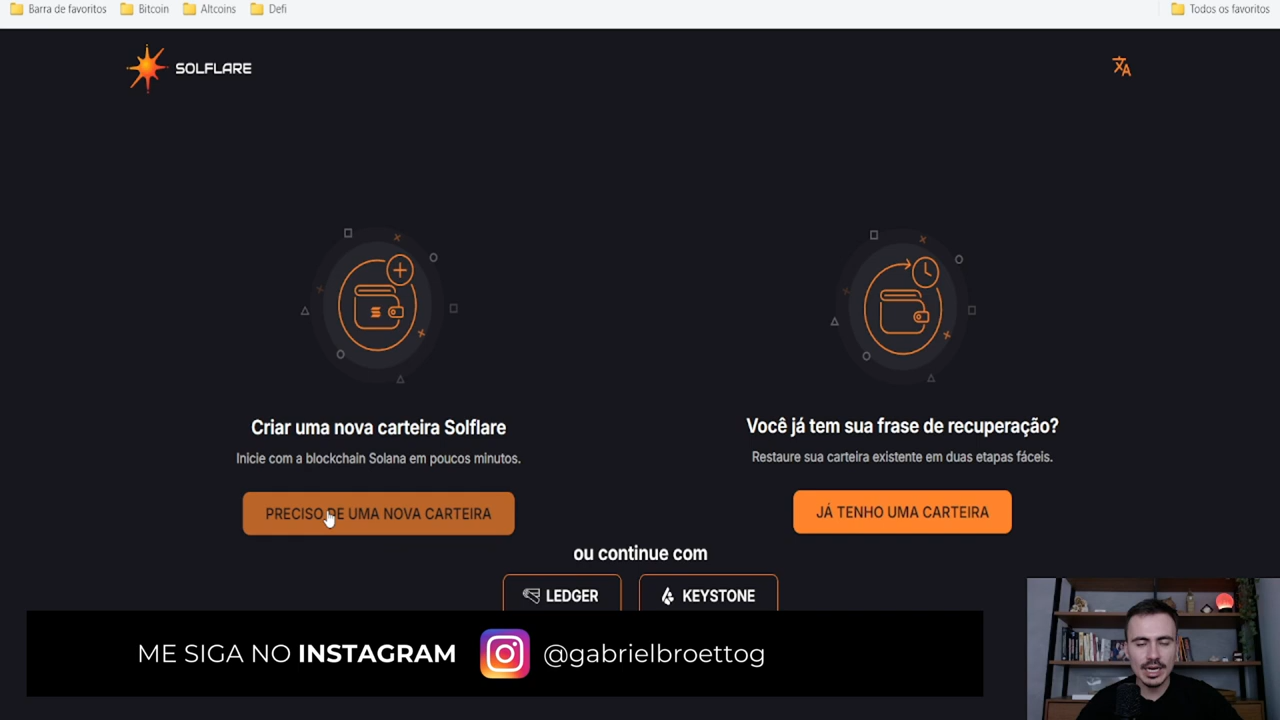 Barra de favoritos
Bitcoin
Altcoins
Defi
Todos os favoritos
SOLFLARE
Criar uma nova carteira Solflare
Inicie com a blockchain Solana em poucos minutos.
PRECISO DE UMA NOVA CARTEIRA
Você já tem sua frase de recuperação?
Restaure sua carteira existente em duas etapas fáceis.
JÁ TENHO UMA CARTEIRA
ou continue com
LEDGER
KEYSTONE
ME SIGA NO INSTAGRAM @gabrielbroettog